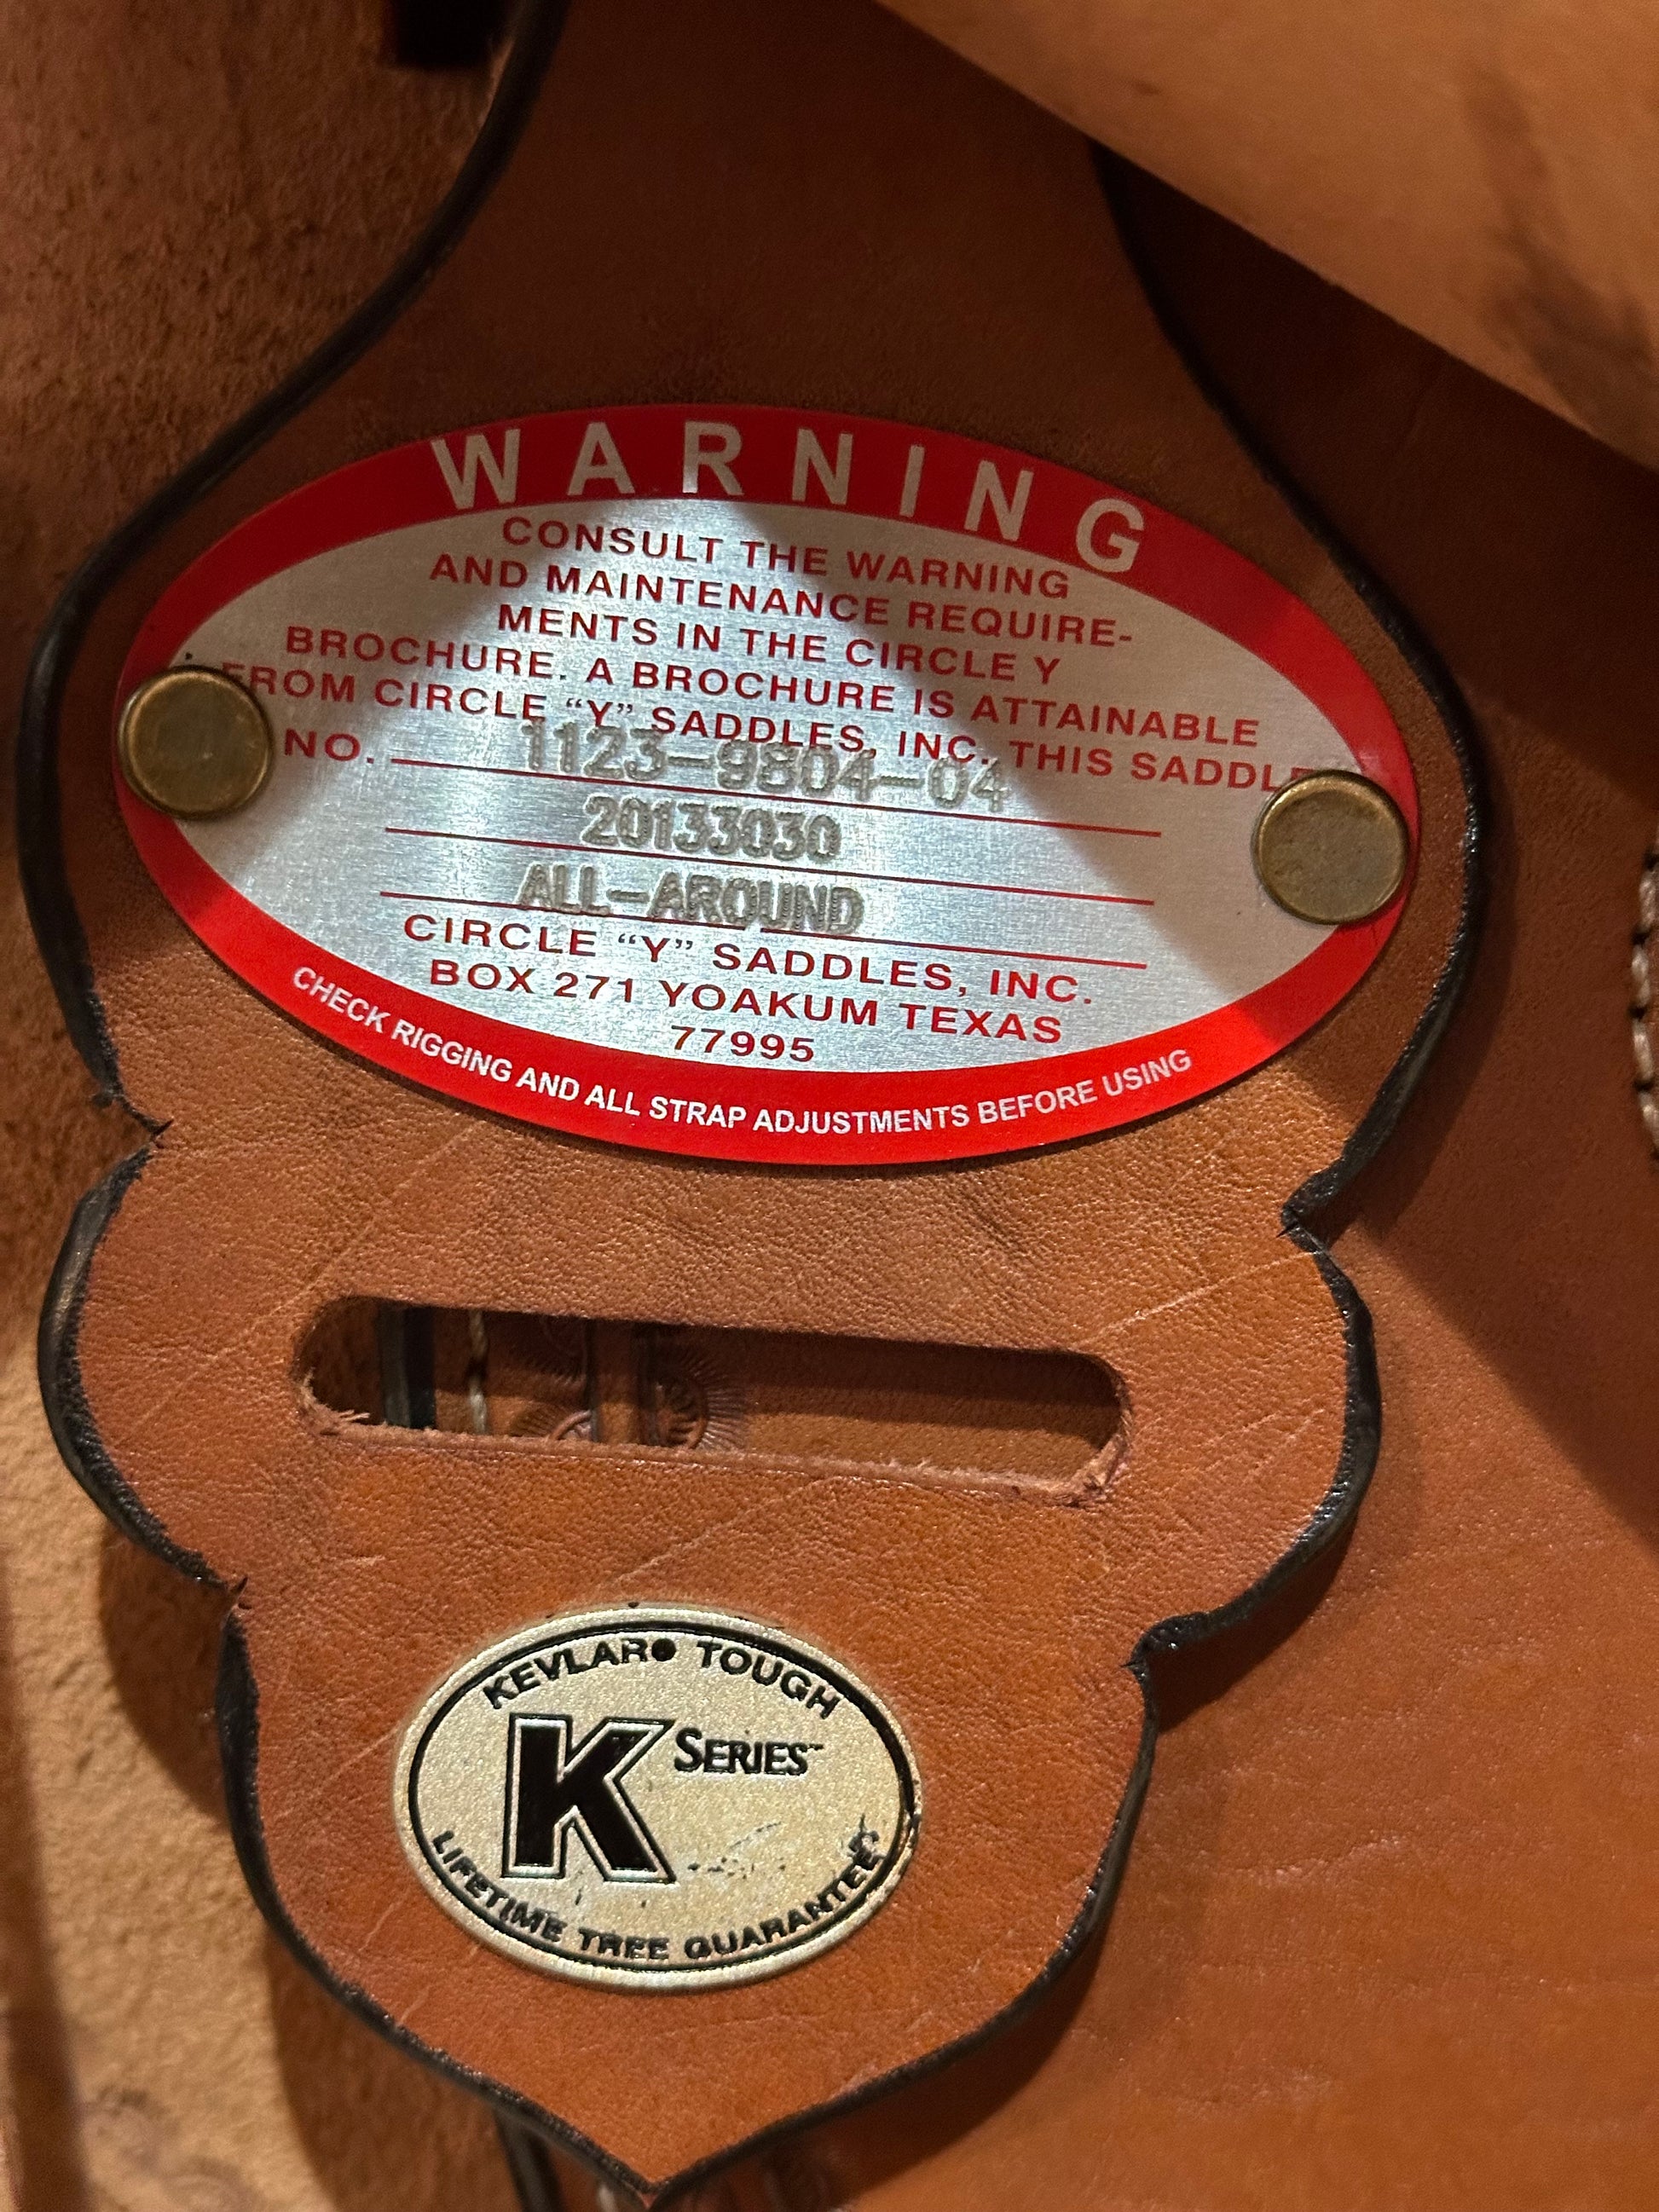 WARNING
CONSULT THE WARNING
AND MAINTENANCE REQUIRE-
MENTS IN THE CIRCLE Y
BROCHURE. A BROCHURE IS ATTAINABLE
FROM CIRCLE “Y” SADDLES, INC. THIS SADDLE
NO. 1123-9804-04
20133030
ALL-AROUND
CIRCLE “Y” SADDLES, INC.
BOX 271 YOAKUM TEXAS
77995
CHECK RIGGING AND ALL STRAP ADJUSTMENTS BEFORE USING
KEVLAR® TOUGH
K SERIES™
LIFETIME TREE GUARANTEE